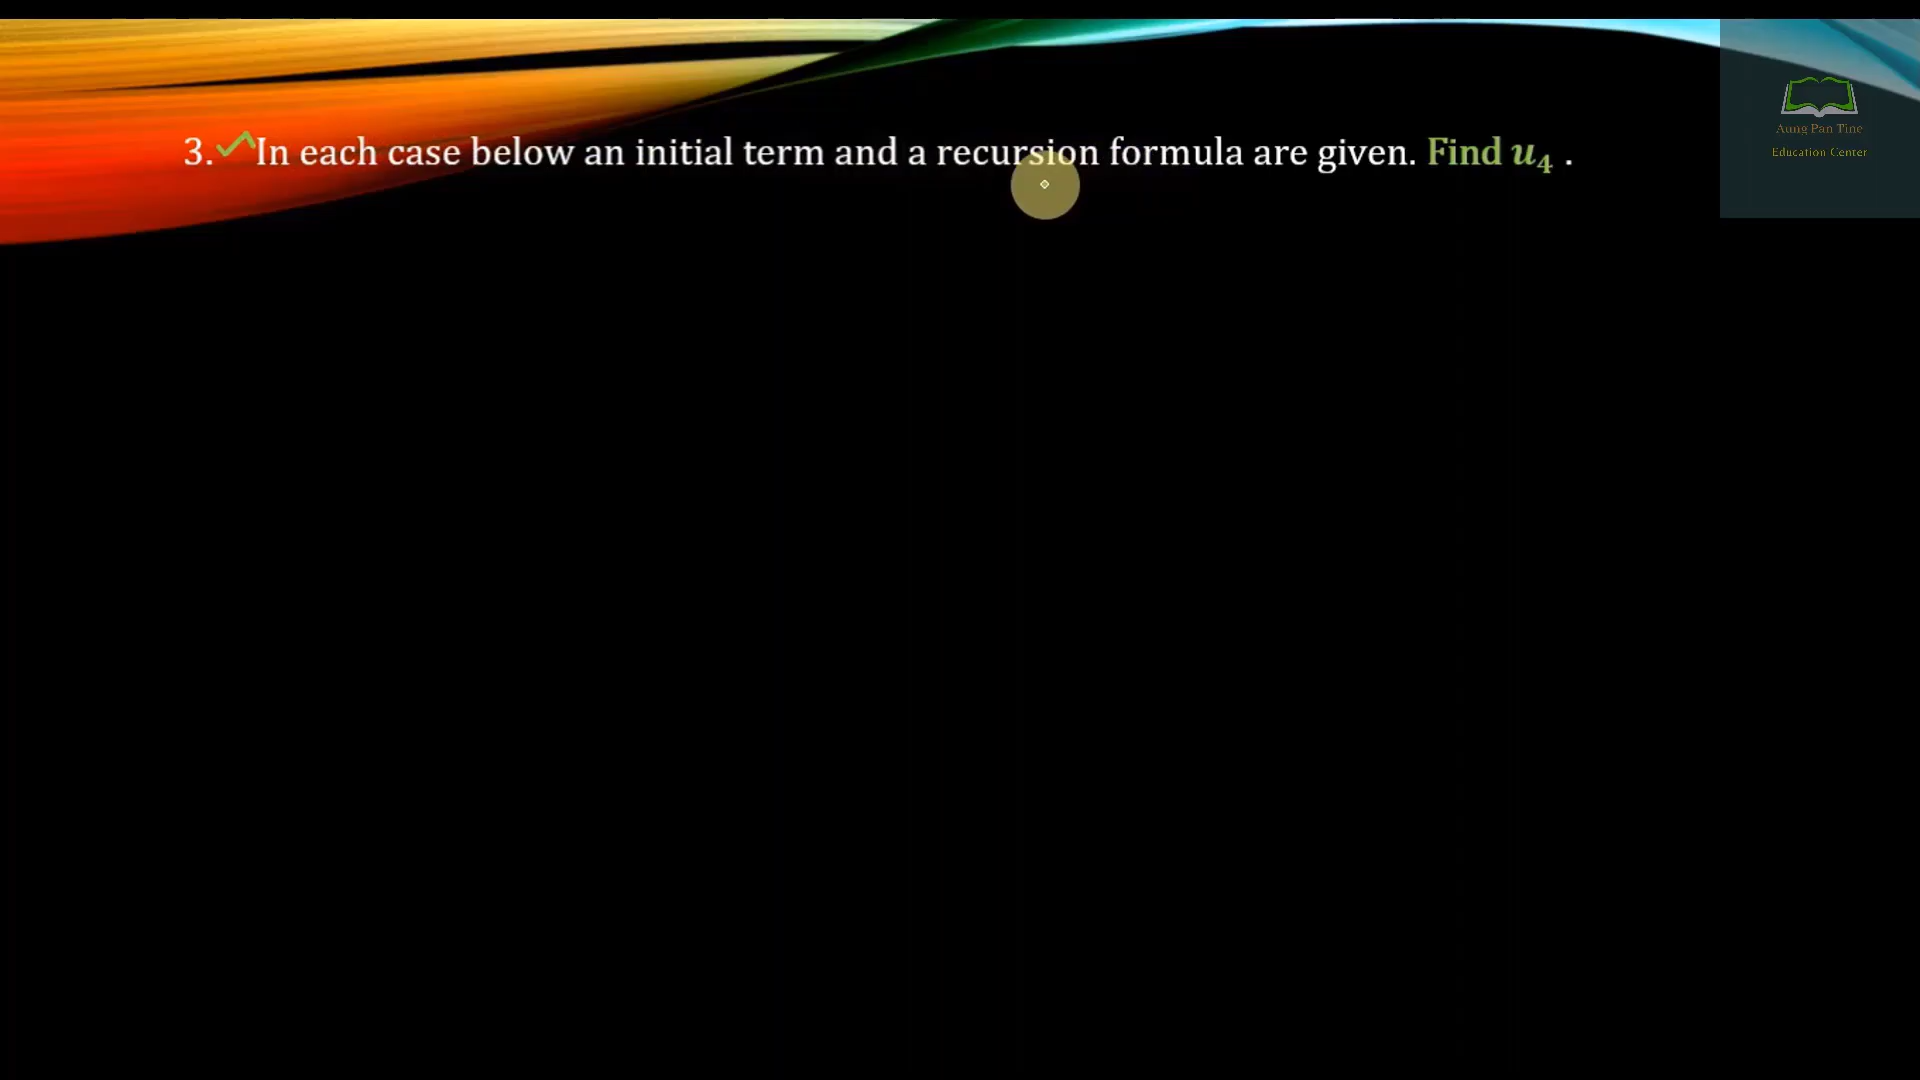 3. In each case below an initial term and a recursion formula are given. Find u₄ .
Aung Pan Tine
Education Center